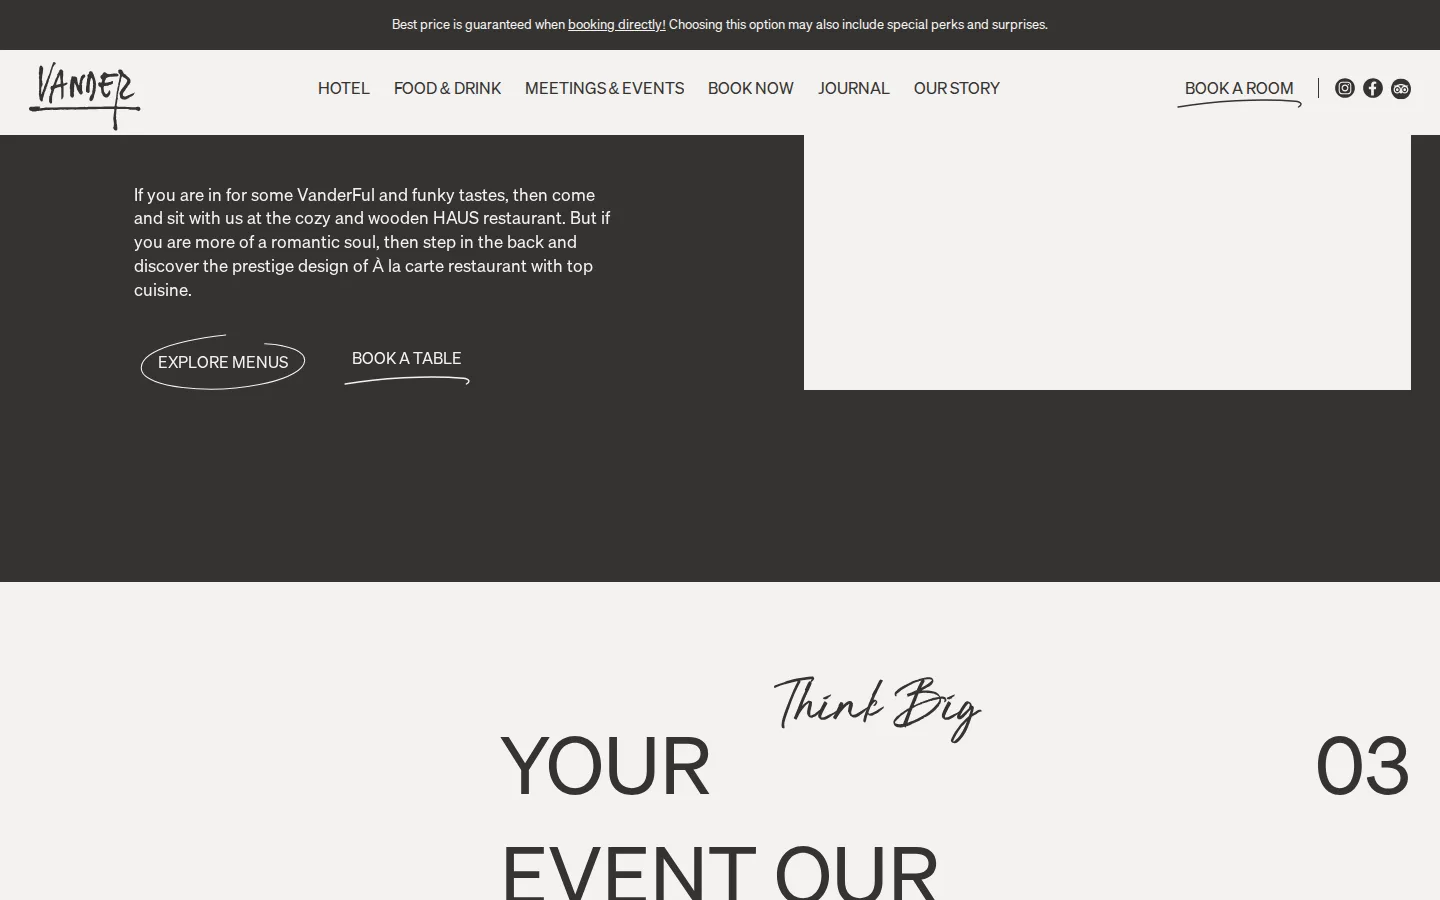 Best price is guaranteed when booking directly! Choosing this option may also include special perks and surprises.
VANDER
HOTEL
FOOD & DRINK
MEETINGS & EVENTS
BOOK NOW
JOURNAL
OUR STORY
BOOK A ROOM
If you are in for some VanderFul and funky tastes, then come
and sit with us at the cozy and wooden HAUS restaurant. But if
you are more of a romantic soul, then step in the back and
discover the prestige design of À la carte restaurant with top
cuisine.
EXPLORE MENUS
BOOK A TABLE
Think Big
YOUR
03
EVENT OUR